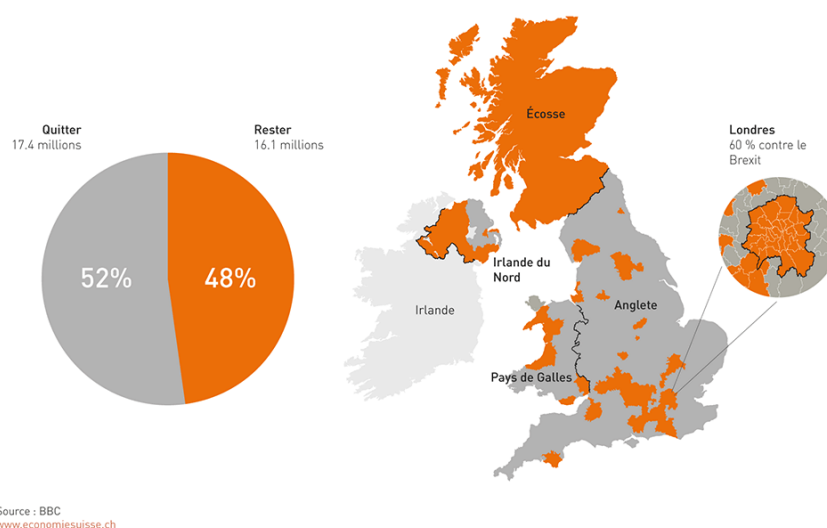 Quitter
17.4 millions
Rester
16.1 millions
52%
48%
Écosse
Londres
60 % contre le
Brexit
Irlande du
Nord
Irlande
Anglete
Pays de Galles
Source : BBC
www.economiesuisse.ch